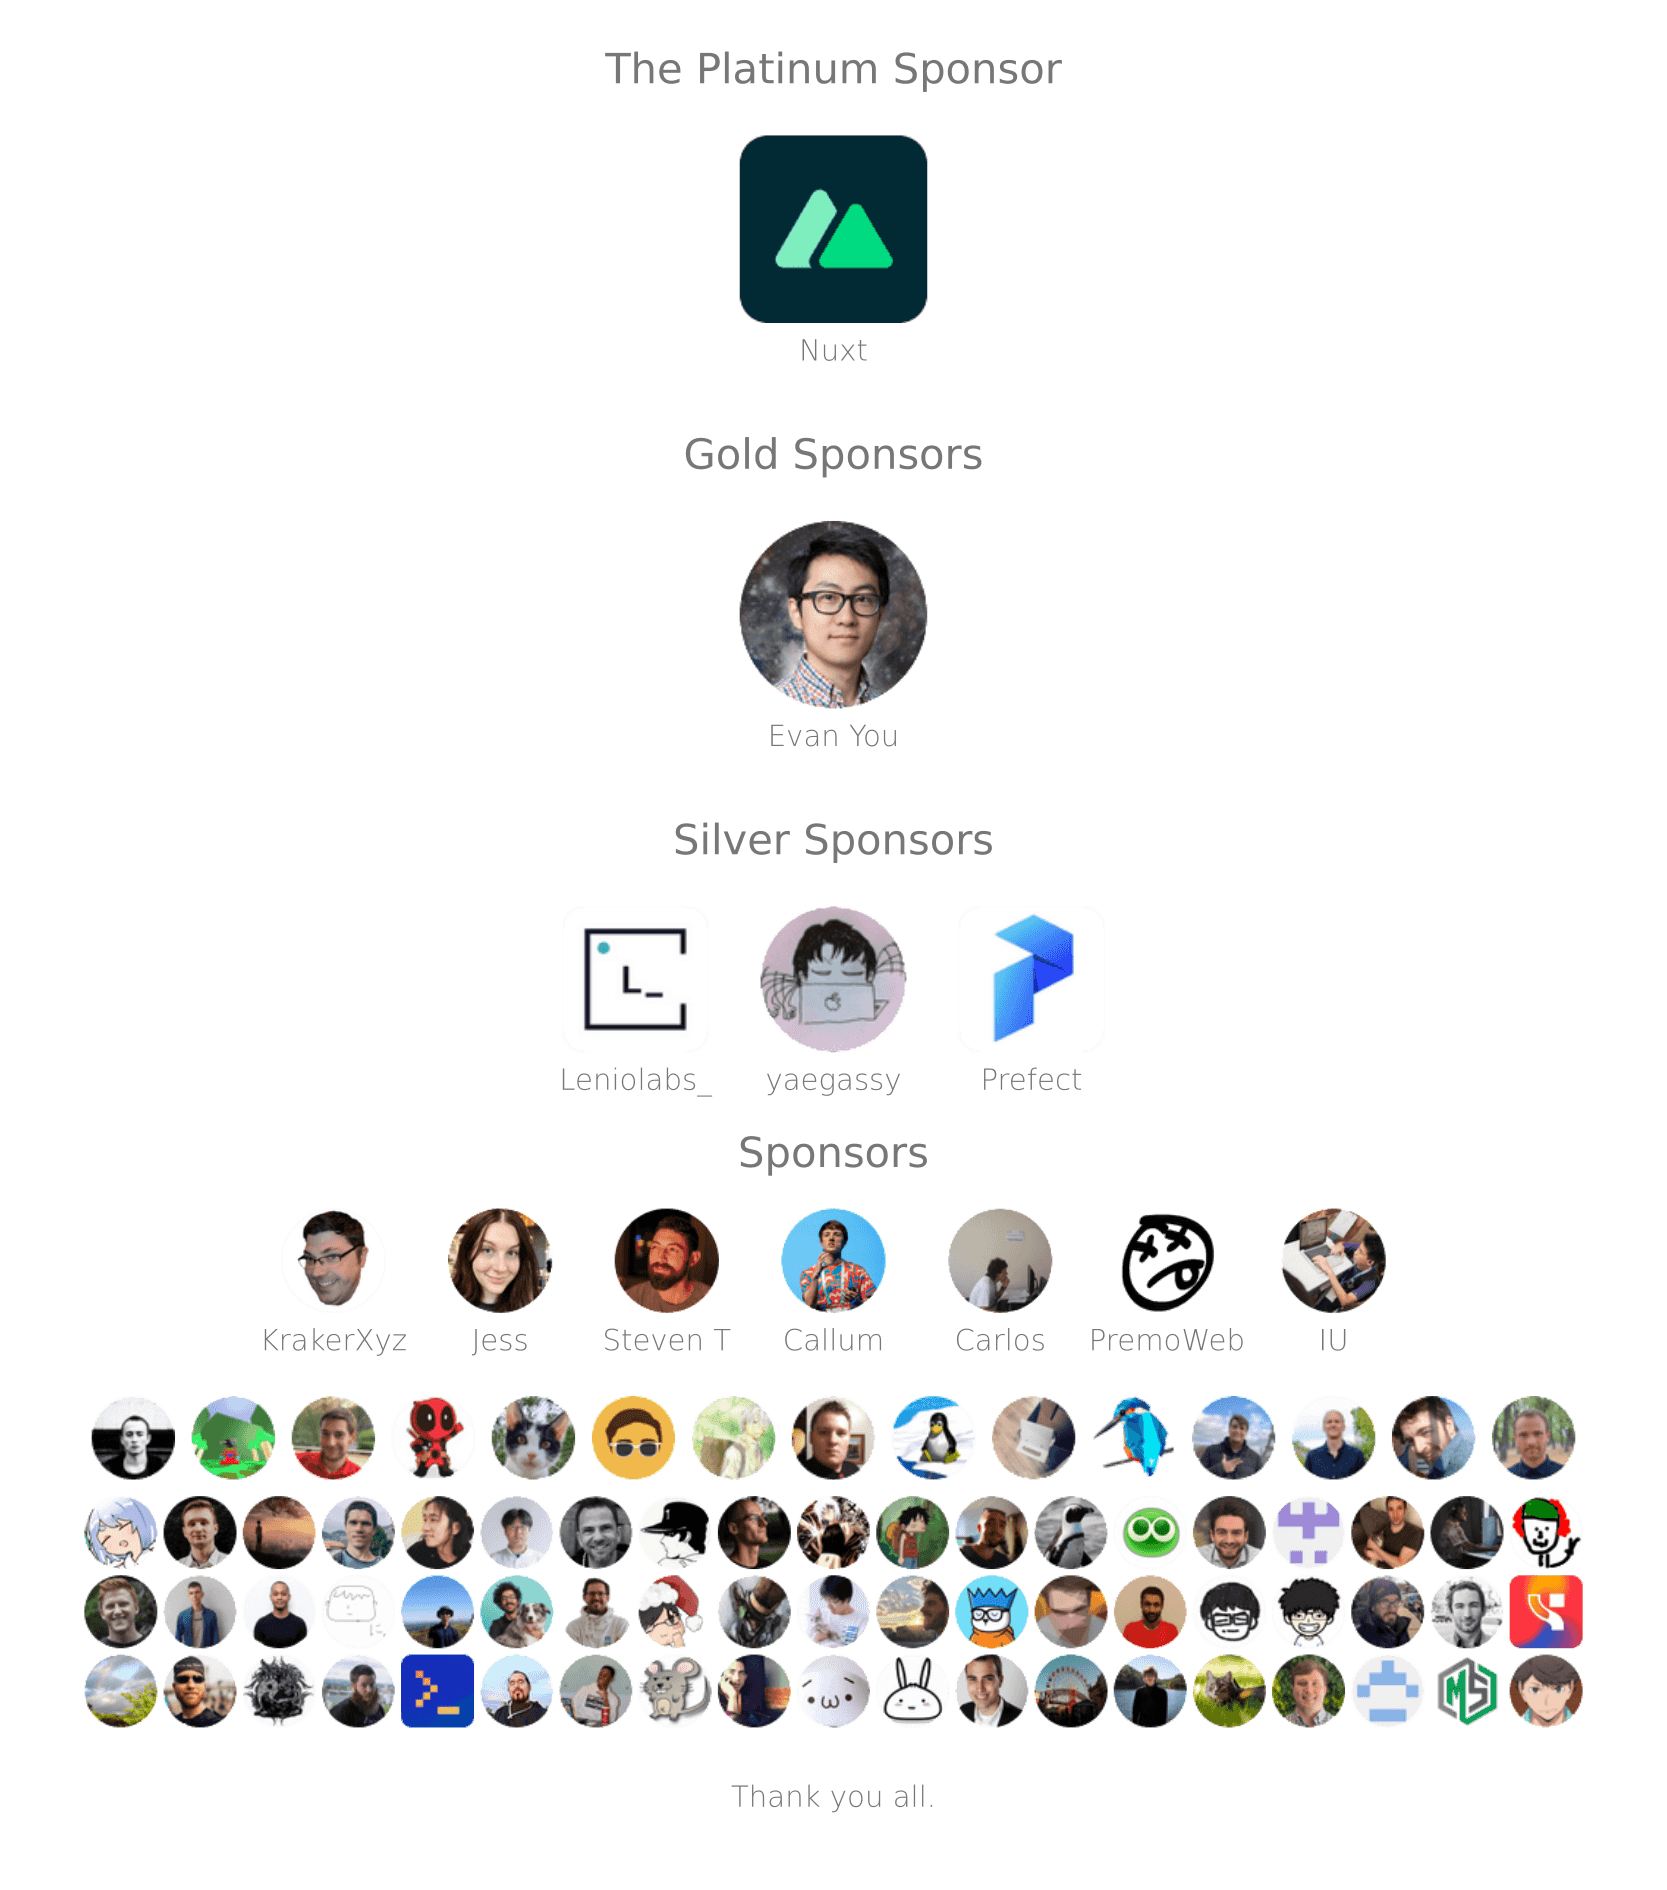 The Platinum Sponsor
Nuxt
Gold Sponsors
Evan You
Silver Sponsors
L_
Leniolabs_ yaegassy Prefect
Sponsors
KrakerXyz Jess Steven T Callum Carlos PremoWeb IU
MS
Thank you all.